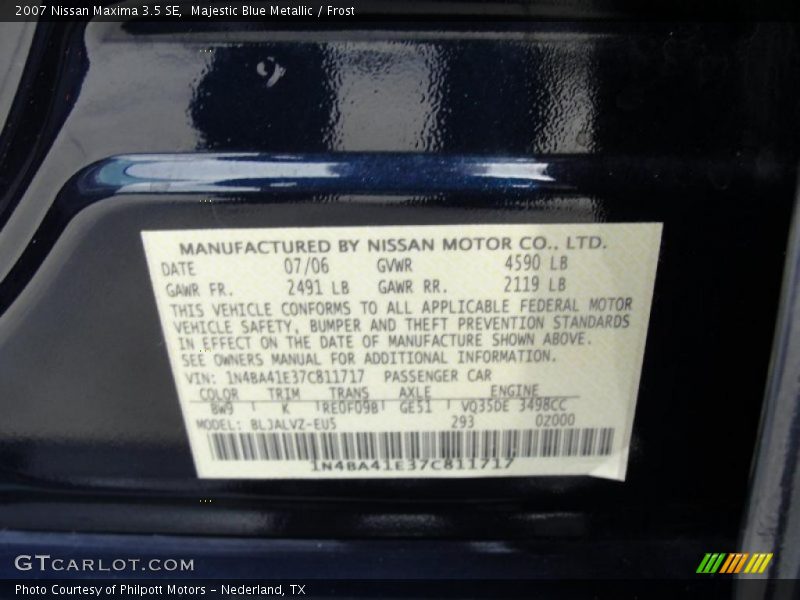 2007 Nissan Maxima 3.5 SE, Majestic Blue Metallic / Frost
MANUFACTURED BY NISSAN MOTOR CO., LTD.
DATE 07/06 GVWR 4590 LB
GAWR FR. 2491 LB GAWR RR. 2119 LB
THIS VEHICLE CONFORMS TO ALL APPLICABLE FEDERAL MOTOR
VEHICLE SAFETY, BUMPER AND THEFT PREVENTION STANDARDS
IN EFFECT ON THE DATE OF MANUFACTURE SHOWN ABOVE.
SEE OWNERS MANUAL FOR ADDITIONAL INFORMATION.
VIN: 1N4BA41E37C811717 PASSENGER CAR
COLOR TRIM TRANS AXLE ENGINE
BW9 K RE0F09B GE51 VQ35DE 3498CC
MODEL: BLJALVZ-EU5 293 02000
1N4BA41E37C811717
GTCARLOT.COM
Photo Courtesy of Philpott Motors - Nederland, TX